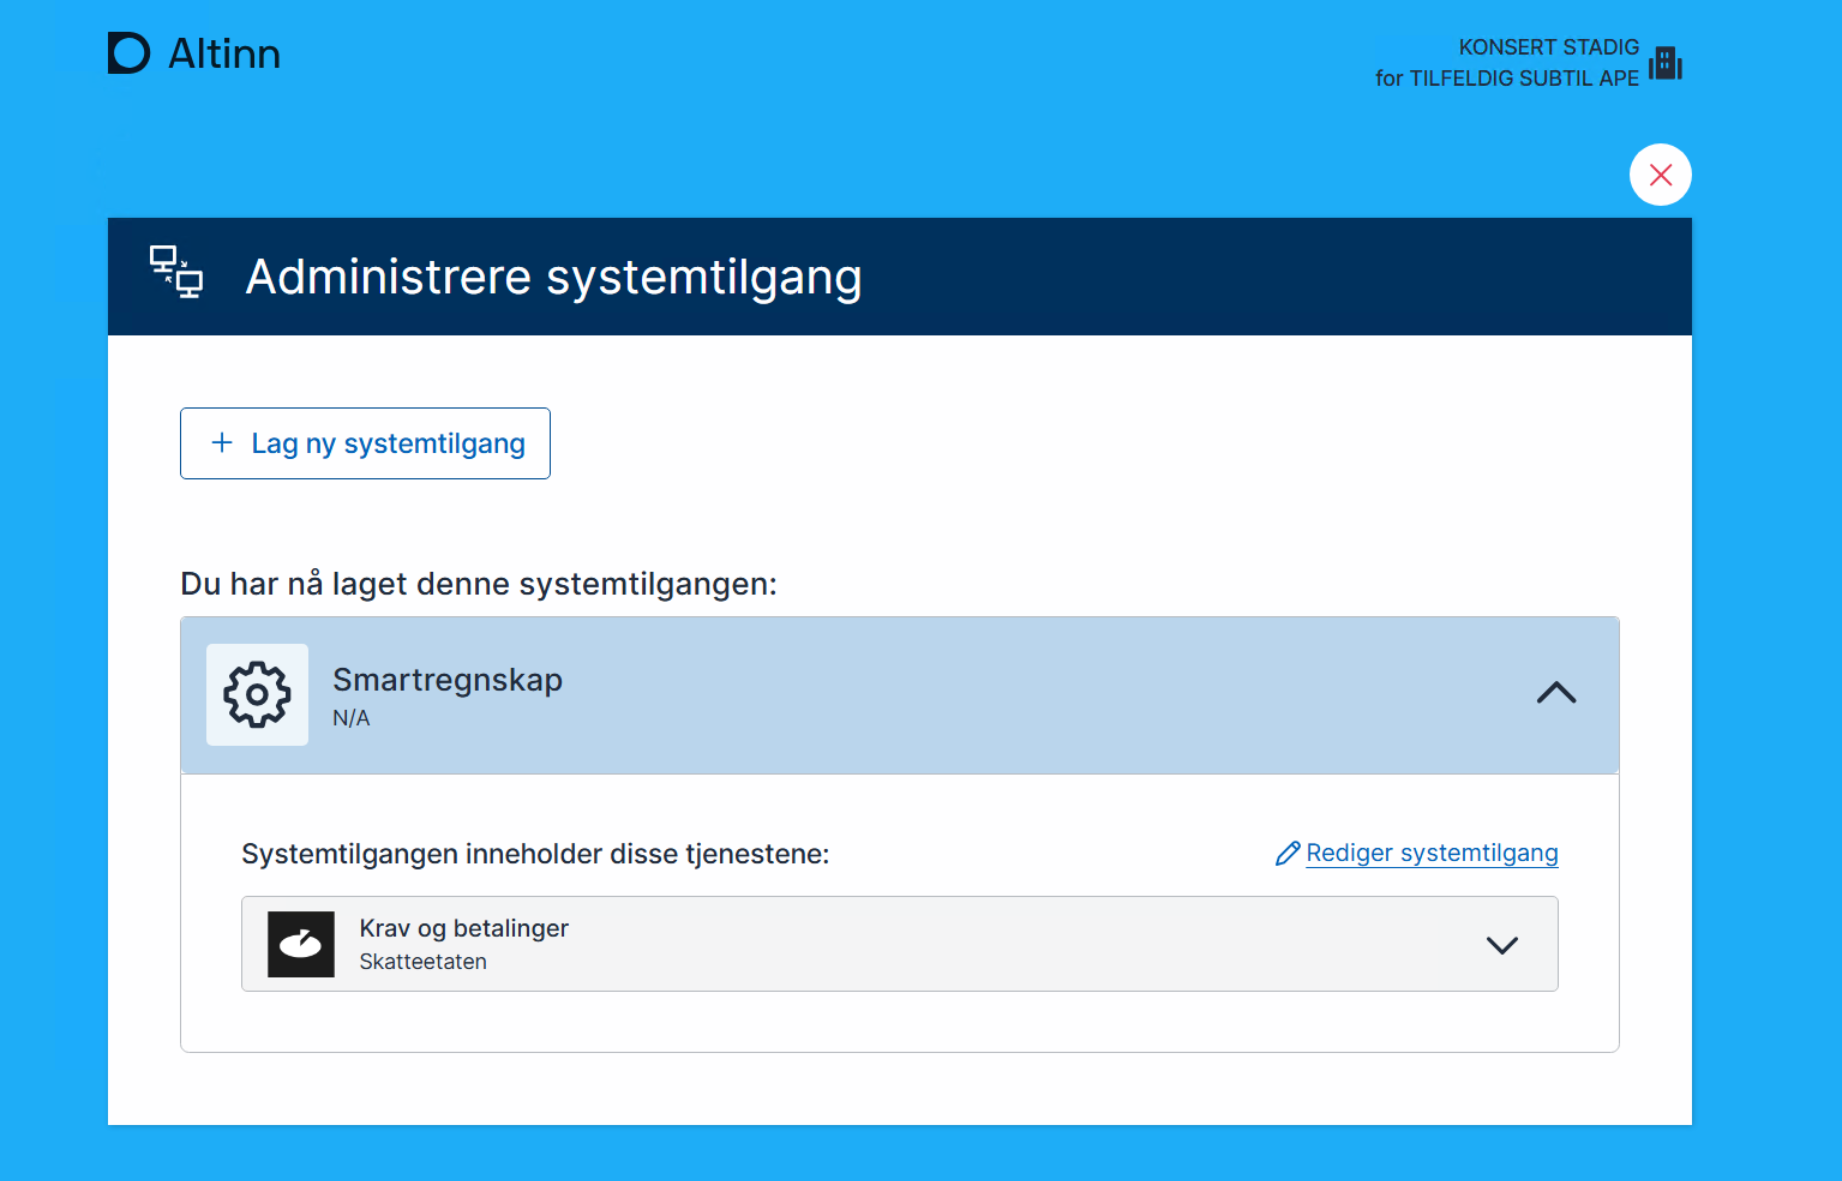 Altinn
KONSERT STADIG
for TILFELDIG SUBTIL APE
Administrere systemtilgang
+ Lag ny systemtilgang
Du har nå laget denne systemtilgangen:
Smartregnskap
N/A
Systemtilgangen inneholder disse tjenestene:
Rediger systemtilgang
Krav og betalinger
Skatteetaten